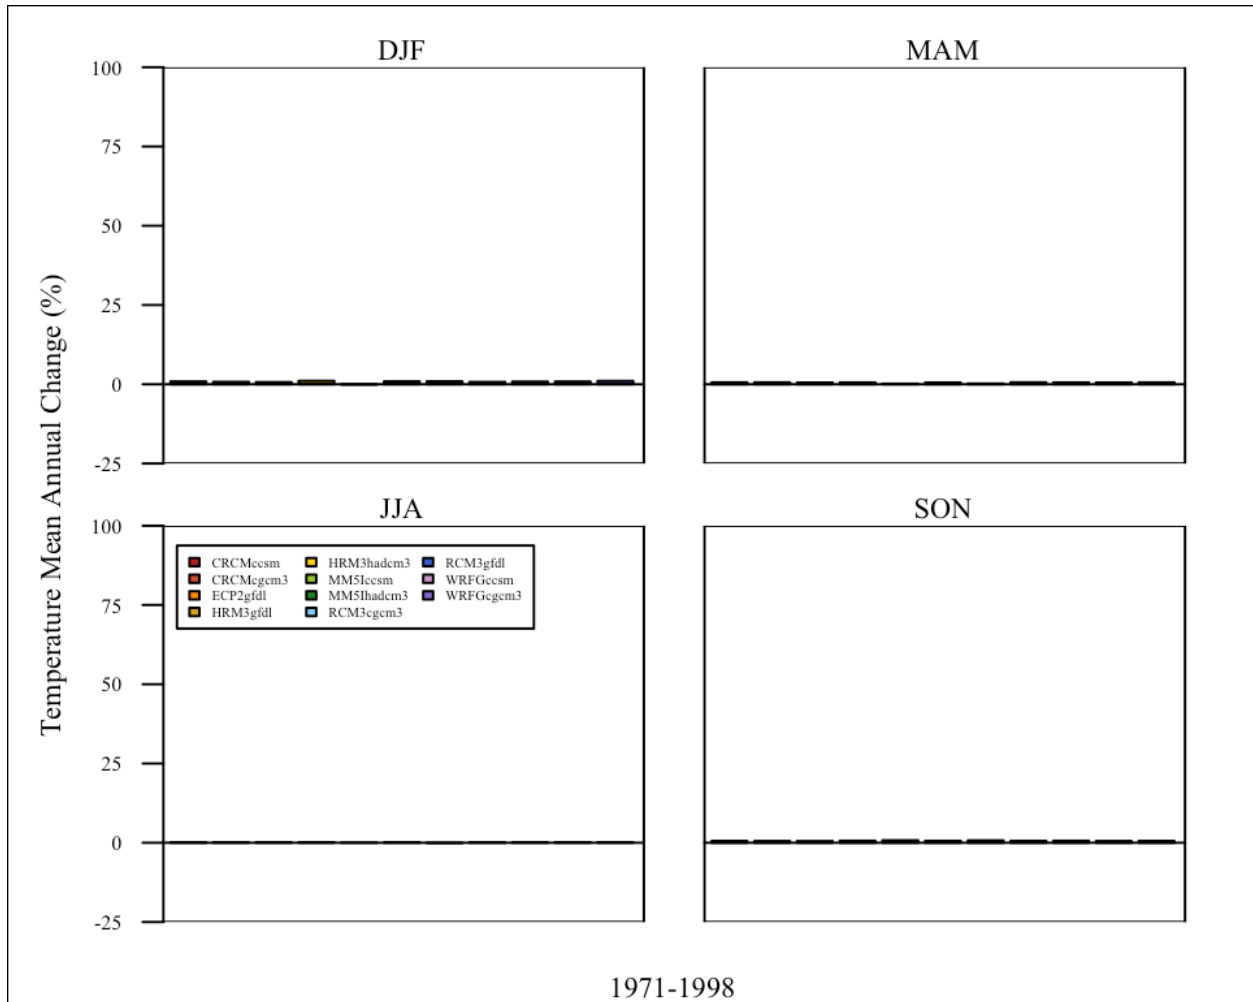 DJF
MAM
100
75
50
25
0
-25
Temperature Mean Annual Change (%)
JJA
SON
100
75
50
25
0
-25
CRCMccsm
HRM3hadcm3
RCM3gfdl
CRCMcgcm3
MM5Iccsm
WRFGccsm
ECP2gfdl
MM5Ihadcm3
WRFGcgcm3
HRM3gfdl
RCM3cgcm3
1971-1998